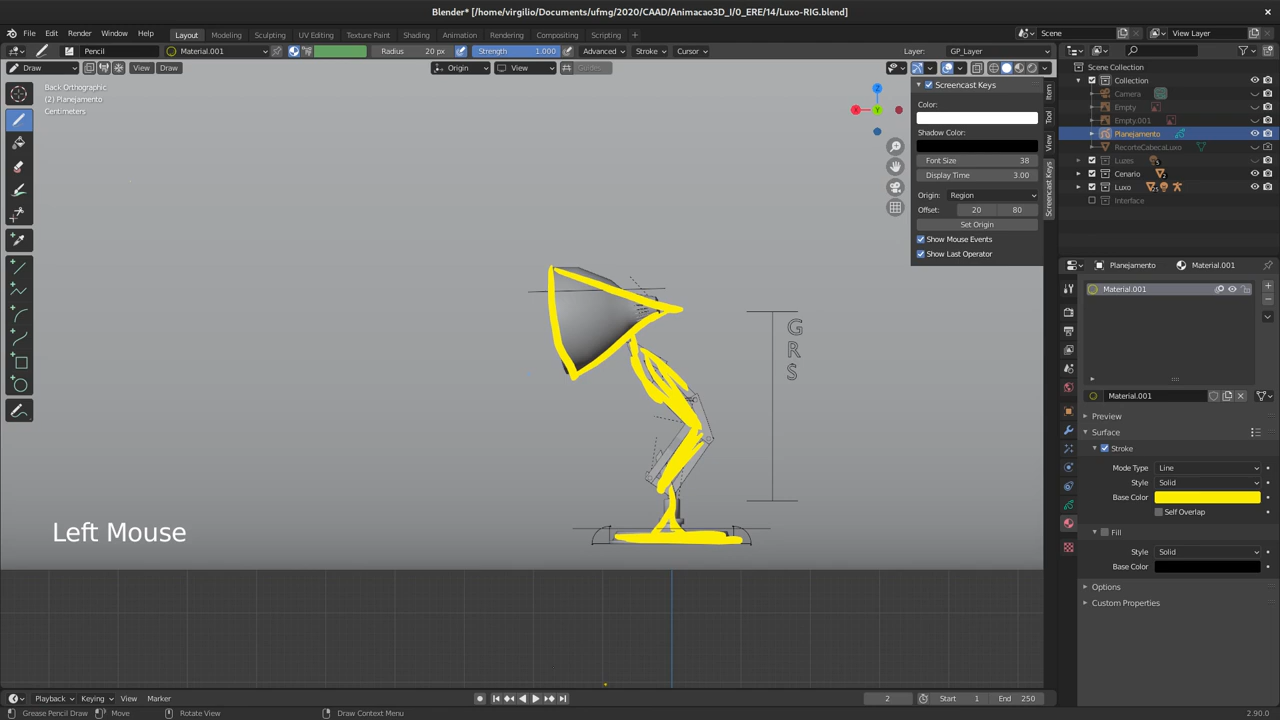 Blender* [/home/virgilio/Documents/ufmg/2020/CAAD/Animacao3D_I/0_ERE/14/Luxo-RIG.blend]
File Edit Render Window Help Layout Modeling Sculpting UV Editing Texture Paint Shading Animation Rendering Compositing Scripting + Scene View Layer
Pencil Material.001 Radius 20 px Strength 1.000 Advanced Stroke Cursor Layer: GP_Layer
Draw View Draw Origin View Guides
Scene Collection
Back Orthographic
(2) Planejamento
Centimeters
Screencast Keys
Color:
Shadow Color:
Font Size 38
Display Time 3.00
Origin: Region
Offset: 20 80
Set Origin
Show Mouse Events
Show Last Operator
Item
Tool
View
Screencast Keys
Z
X
Y
Collection
Camera
Empty
Empty.001
Planejamento
RecorteCabecaLuxo
Luzes 5
Cenario 2
Luxo
Interface
G
R
S
Left Mouse
Planejamento Material.001
Material.001
Material.001
Preview
Surface
Stroke
Mode Type Line
Style Solid
Base Color
Self Overlap
Fill
Style Solid
Base Color
Options
Custom Properties
Playback Keying View Marker 2 Start 1 End 250
Grease Pencil Draw Move Rotate View Draw Context Menu 2.90.0